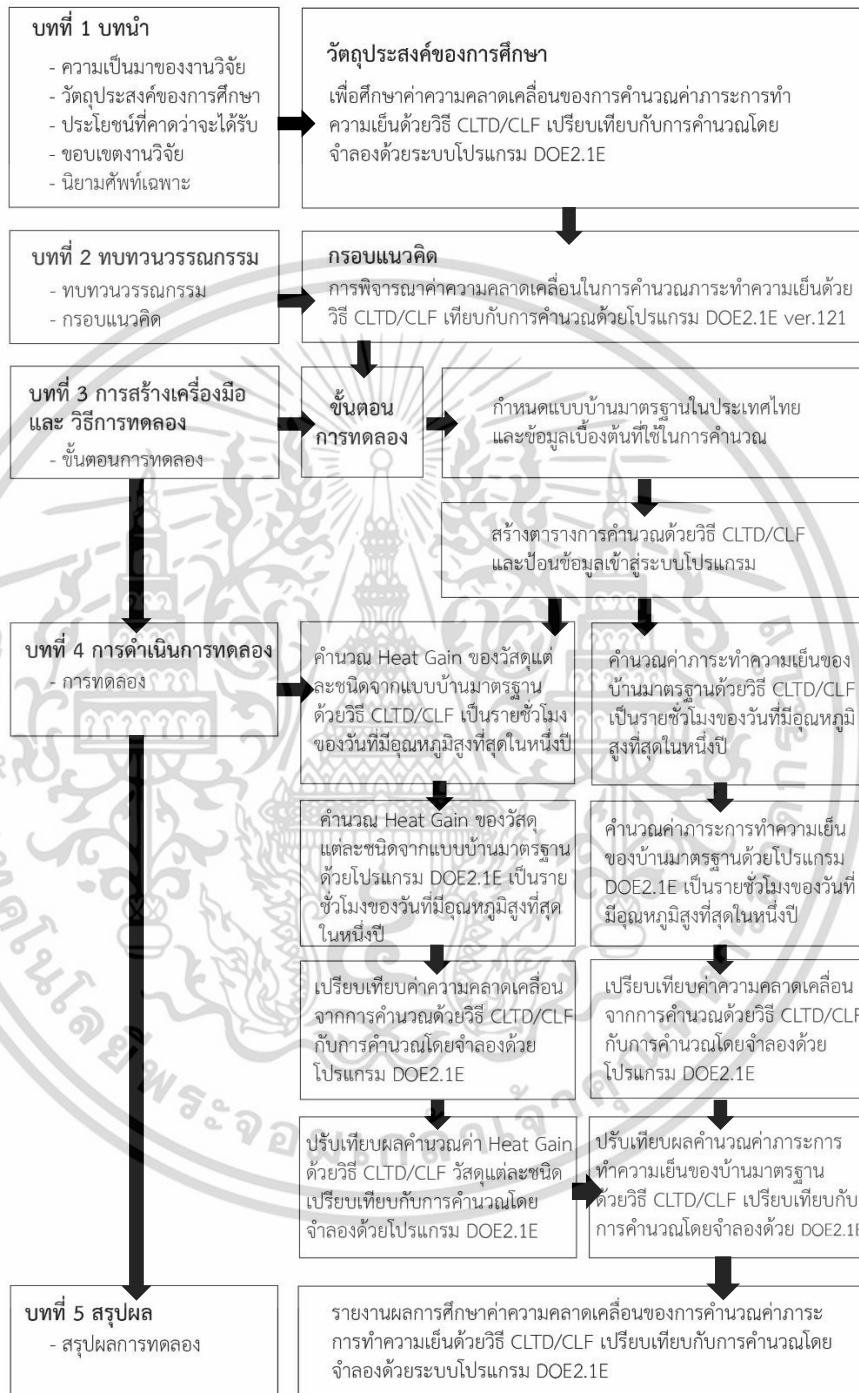 บทที่ 1 บทนำ
- ความเป็นมาของงานวิจัย
- วัตถุประสงค์ของการศึกษา
- ประโยชน์ที่คาดว่าจะได้รับ
- ขอบเขตงานวิจัย
- นิยามศัพท์เฉพาะ
วัตถุประสงค์ของการศึกษา
เพื่อศึกษาค่าความคลาดเคลื่อนของการคำนวณค่าภาระการทำ
ความเย็นด้วยวิธี CLTD/CLF เปรียบเทียบกับการคำนวณโดย
จำลองด้วยระบบโปรแกรม DOE2.1E
บทที่ 2 ทบทวนวรรณกรรม
- ทบทวนวรรณกรรม
- กรอบแนวคิด
กรอบแนวคิด
การพิจารณาค่าความคลาดเคลื่อนในการคำนวณภาระทำความเย็นด้วย
วิธี CLTD/CLF เทียบกับการคำนวณด้วยโปรแกรม DOE2.1E ver.121
บทที่ 3 การสร้างเครื่องมือ
และ วิธีการทดลอง
- ขั้นตอนการทดลอง
ขั้นตอน
การทดลอง
กำหนดแบบบ้านมาตรฐานในประเทศไทย
และข้อมูลเบื้องต้นที่ใช้ในการคำนวณ
สร้างตารางการคำนวณด้วยวิธี CLTD/CLF
และป้อนข้อมูลเข้าสู่ระบบโปรแกรม
บทที่ 4 การดำเนินการทดลอง
- การทดลอง
คำนวณ Heat Gain ของวัสดุแต่
ละชนิดจากแบบบ้านมาตรฐาน
ด้วยวิธี CLTD/CLF เป็นรายชั่วโมง
ของวันที่มีอุณหภูมิสูงที่สุดในหนึ่งปี
คำนวณค่าภาระทำความเย็นของ
บ้านมาตรฐานด้วยวิธี CLTD/CLF
เป็นรายชั่วโมงของวันที่มีอุณหภูมิ
สูงที่สุดในหนึ่งปี
คำนวณ Heat Gain ของวัสดุ
แต่ละชนิดจากแบบบ้านมาตรฐาน
ด้วยโปรแกรม DOE2.1E เป็นราย
ชั่วโมงของวันที่มีอุณหภูมิสูงที่สุด
ในหนึ่งปี
คำนวณค่าภาระการทำความเย็น
ของบ้านมาตรฐานด้วยโปรแกรม
DOE2.1E เป็นรายชั่วโมงของวันที่
มีอุณหภูมิสูงที่สุดในหนึ่งปี
เปรียบเทียบค่าความคลาดเคลื่อน
จากการคำนวณด้วยวิธี CLTD/CLF
กับการคำนวณโดยจำลองด้วย
โปรแกรม DOE2.1E
เปรียบเทียบค่าความคลาดเคลื่อน
จากการคำนวณด้วยวิธี CLTD/CLF
กับการคำนวณโดยจำลองด้วย
โปรแกรม DOE2.1E
ปรับเทียบผลคำนวณค่า Heat Gain
ด้วยวิธี CLTD/CLF วัสดุแต่ละชนิด
เปรียบเทียบกับการคำนวณโดย
จำลองด้วยโปรแกรม DOE2.1E
ปรับเทียบผลคำนวณค่าภาระการ
ทำความเย็นของบ้านมาตรฐาน
ด้วยวิธี CLTD/CLF เปรียบเทียบกับ
การคำนวณโดยจำลองด้วย DOE2.1E
บทที่ 5 สรุปผล
- สรุปผลการทดลอง
รายงานผลการศึกษาค่าความคลาดเคลื่อนของการคำนวณค่าภาระ
การทำความเย็นด้วยวิธี CLTD/CLF เปรียบเทียบกับการคำนวณโดย
จำลองด้วยระบบโปรแกรม DOE2.1E